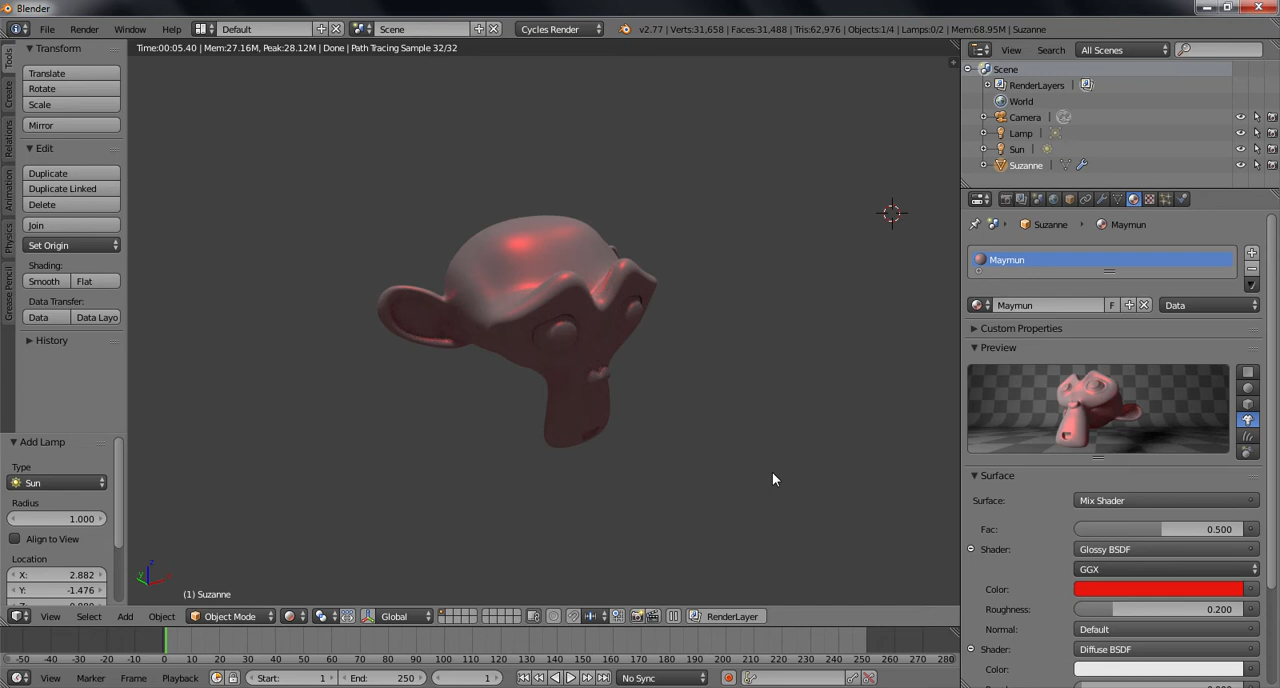 Blender
File Render Window Help Default Scene Cycles Render v2.77 | Verts:31,658 | Faces:31,488 | Tris:62,976 | Objects:1/4 | Lamps:0/2 | Mem:68.95M | Suzanne
Time:00:05.40 | Mem:27.16M, Peak:28.12M | Done | Path Tracing Sample 32/32
Tools
Create
Relations
Animation
Physics
Grease Pencil
Transform
Translate
Rotate
Scale
Mirror
Edit
Duplicate
Duplicate Linked
Delete
Join
Set Origin
Shading:
Smooth Flat
Data Transfer:
Data Data Layo
History
Add Lamp
Type
Sun
Radius
1.000
Align to View
Location
X: 2.882
Y: -1.476
z
y
(1) Suzanne
View Select Add Object Object Mode Global RenderLayer
-50 -40 -30 -20 -10 0 10 20 30 40 50 60 70 80 90 100 110 120 130 140 150 160 170 180 190 200 210 220 230 240 250 260 270 280
View Marker Frame Playback Start: 1 End: 250 1 No Sync
View Search All Scenes
Scene
RenderLayers |
World
Camera |
Lamp |
Sun |
Suzanne |
Suzanne Maymun
Maymun
Maymun F Data
Custom Properties
Preview
Surface
Surface: Mix Shader
Fac: 0.500
Shader: Glossy BSDF
GGX
Color:
Roughness: 0.200
Normal: Default
Shader: Diffuse BSDF
Color: